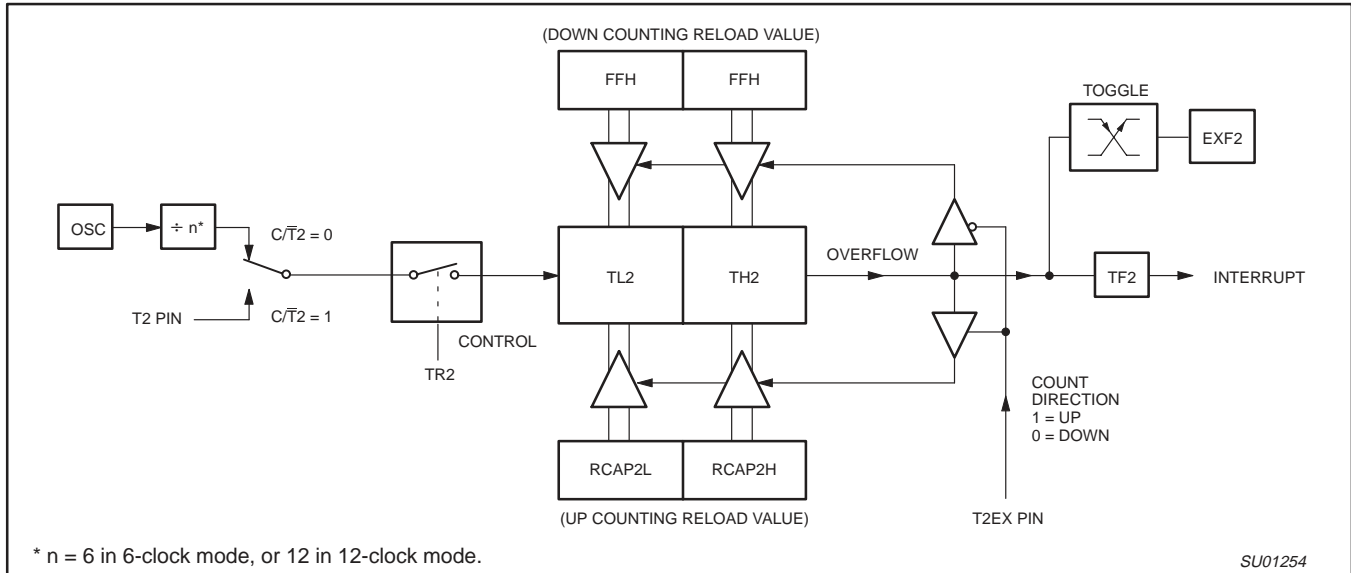 (DOWN COUNTING RELOAD VALUE)
FFH
FFH
TOGGLE
EXF2
OSC
÷ n*
C/T̅2 = 0
TL2
TH2
OVERFLOW
TF2
INTERRUPT
T2 PIN
C/T̅2 = 1
CONTROL
TR2
COUNT
DIRECTION
1 = UP
0 = DOWN
RCAP2L
RCAP2H
(UP COUNTING RELOAD VALUE)
T2EX PIN
* n = 6 in 6-clock mode, or 12 in 12-clock mode.
SU01254